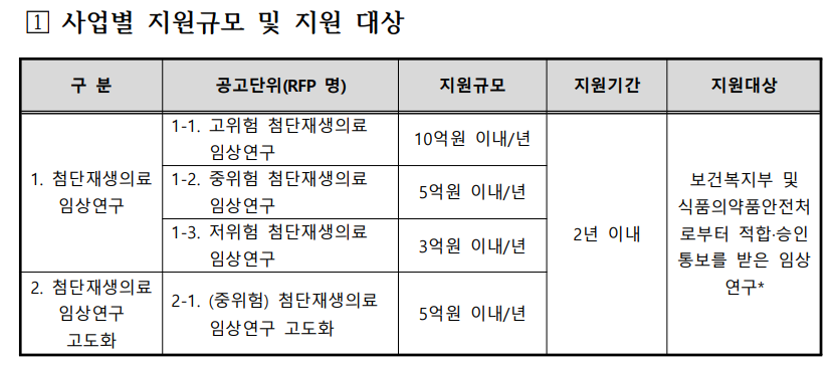 1 사업별 지원규모 및 지원 대상
구 분
공고단위(RFP 명)
지원규모
지원기간
지원대상
1. 첨단재생의료
임상연구
1-1. 고위험 첨단재생의료
임상연구
10억원 이내/년
1-2. 중위험 첨단재생의료
임상연구
5억원 이내/년
1-3. 저위험 첨단재생의료
임상연구
3억원 이내/년
2. 첨단재생의료
임상연구
고도화
2-1. (중위험) 첨단재생의료
임상연구 고도화
5억원 이내/년
2년 이내
보건복지부 및
식품의약품안전처
로부터 적합·승인
통보를 받은 임상
연구*